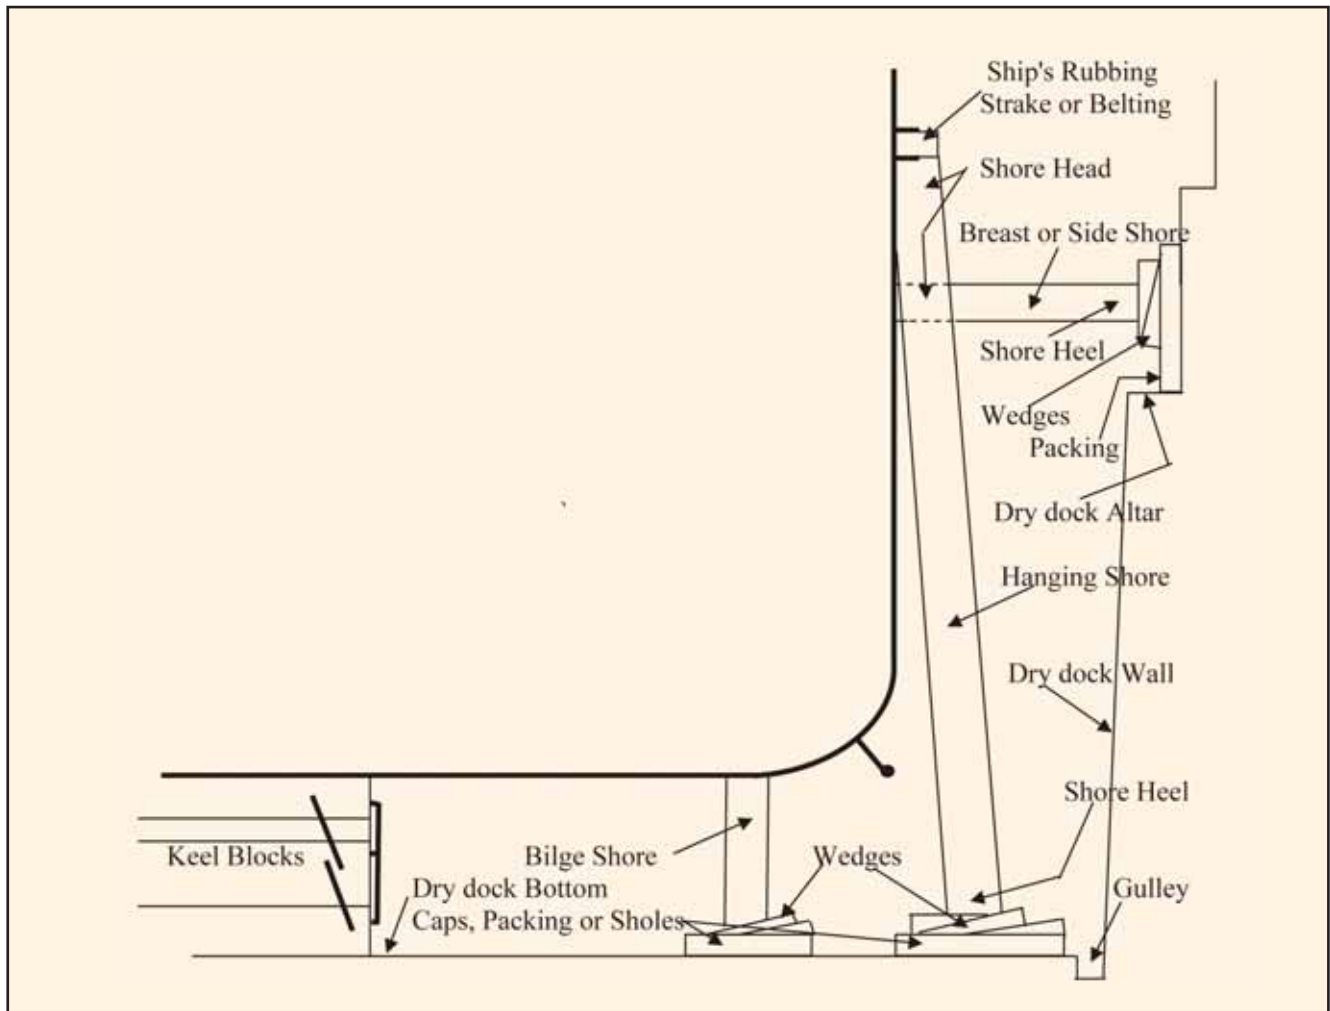 Ship's Rubbing
Strake or Belting
Shore Head
Breast or Side Shore
Shore Heel
Wedges
Packing
Dry dock Altar
Hanging Shore
Dry dock Wall
Shore Heel
Keel Blocks
Bilge Shore
Wedges
Dry dock Bottom
Gulley
Caps, Packing or Sholes